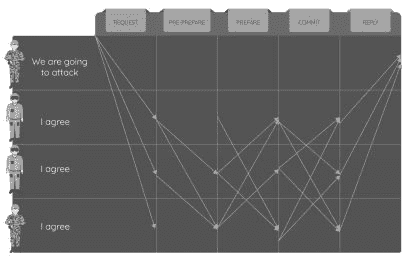 REQUEST
PRE-PREPARE
PREPARE
COMMIT
REPLY
We are going
to attack
I agree
I agree
I agree